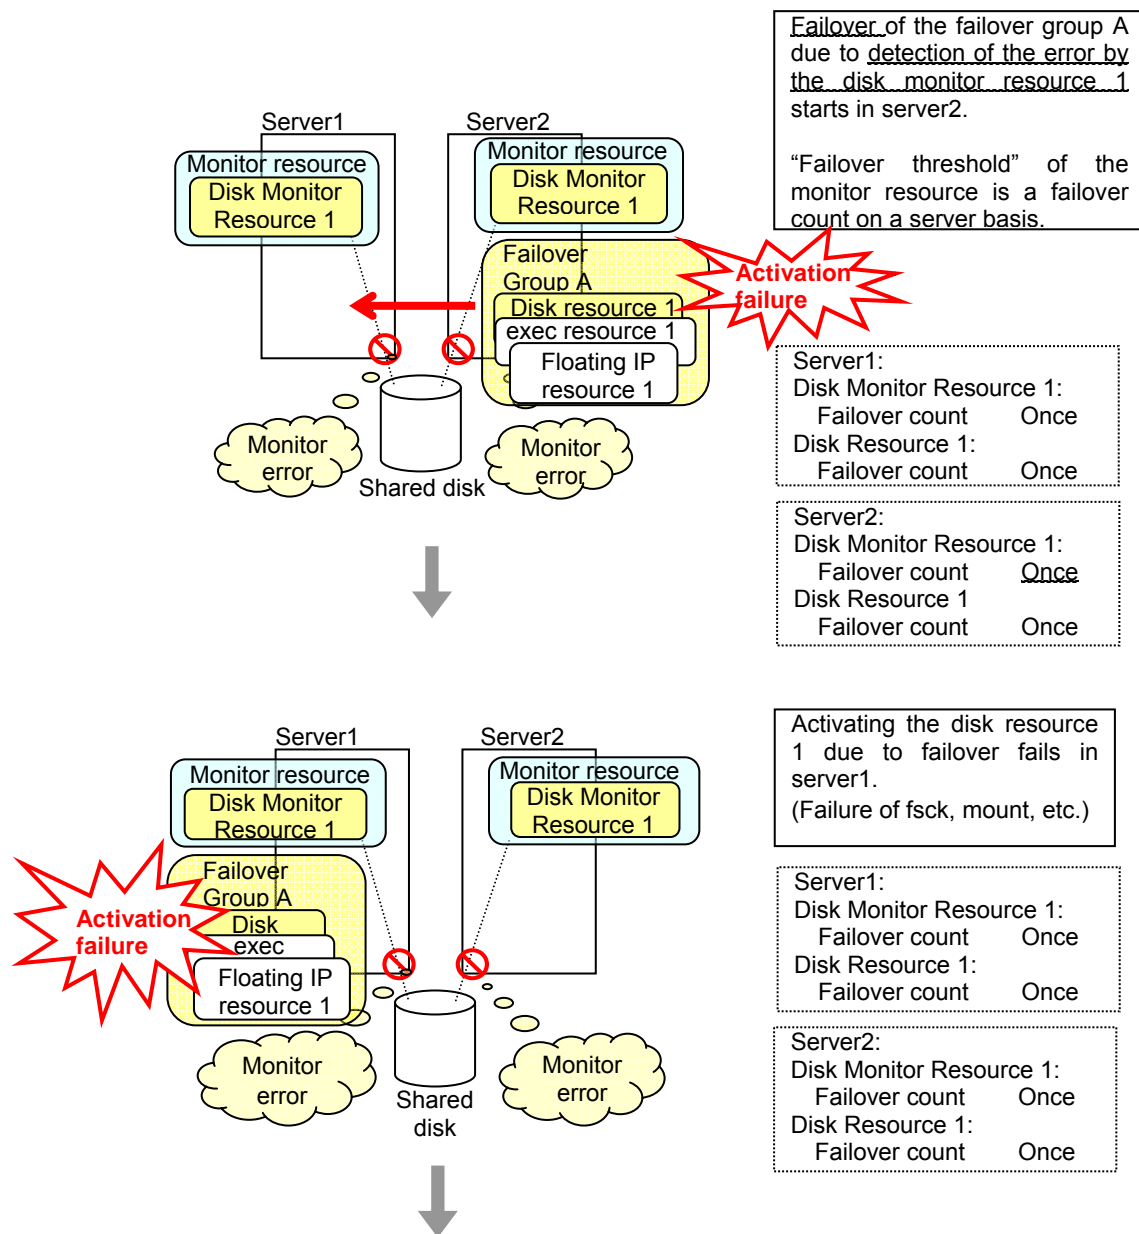 Failover of the failover group A
due to detection of the error by
the disk monitor resource 1
starts in server2.
“Failover threshold” of the
monitor resource is a failover
count on a server basis.
Server1
Server2
Monitor resource
Disk Monitor
Resource 1
Monitor resource
Disk Monitor
Resource 1
Failover
Group A
Disk resource 1
exec resource 1
Floating IP
resource 1
Activation
failure
Monitor
error
Monitor
error
Shared disk
Server1:
Disk Monitor Resource 1:
Failover count Once
Disk Resource 1:
Failover count Once
Server2:
Disk Monitor Resource 1:
Failover count Once
Disk Resource 1
Failover count Once
Server1
Server2
Monitor resource
Disk Monitor
Resource 1
Monitor resource
Disk Monitor
Resource 1
Failover
Group A
Disk
exec
Floating IP
resource 1
Activation
failure
Monitor
error
Monitor
error
Shared
disk
Activating the disk resource
1 due to failover fails in
server1.
(Failure of fsck, mount, etc.)
Server1:
Disk Monitor Resource 1:
Failover count Once
Disk Resource 1:
Failover count Once
Server2:
Disk Monitor Resource 1:
Failover count Once
Disk Resource 1:
Failover count Once